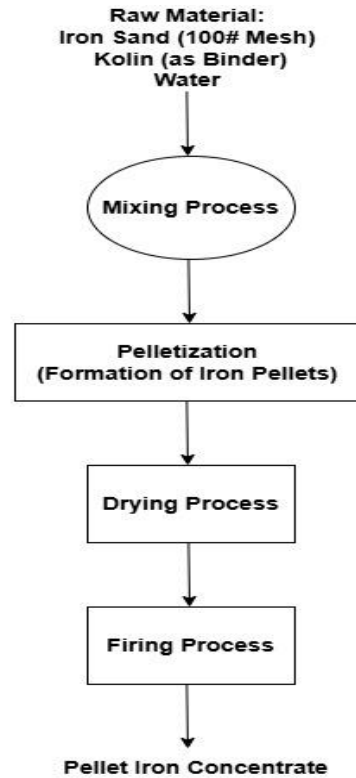 Raw Material:
Iron Sand (100# Mesh)
Kolin (as Binder)
Water
Mixing Process
Pelletization
(Formation of Iron Pellets)
Drying Process
Firing Process
Pellet Iron Concentrate